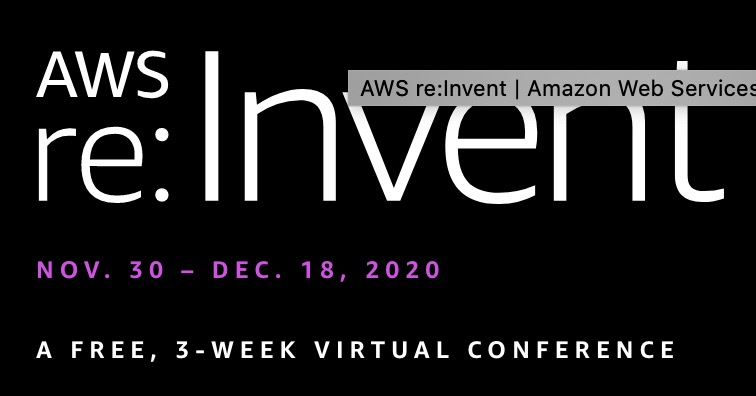 AWS
re:Invent
AWS re:Invent | Amazon Web Services
NOV. 30 – DEC. 18, 2020
A FREE, 3-WEEK VIRTUAL CONFERENCE